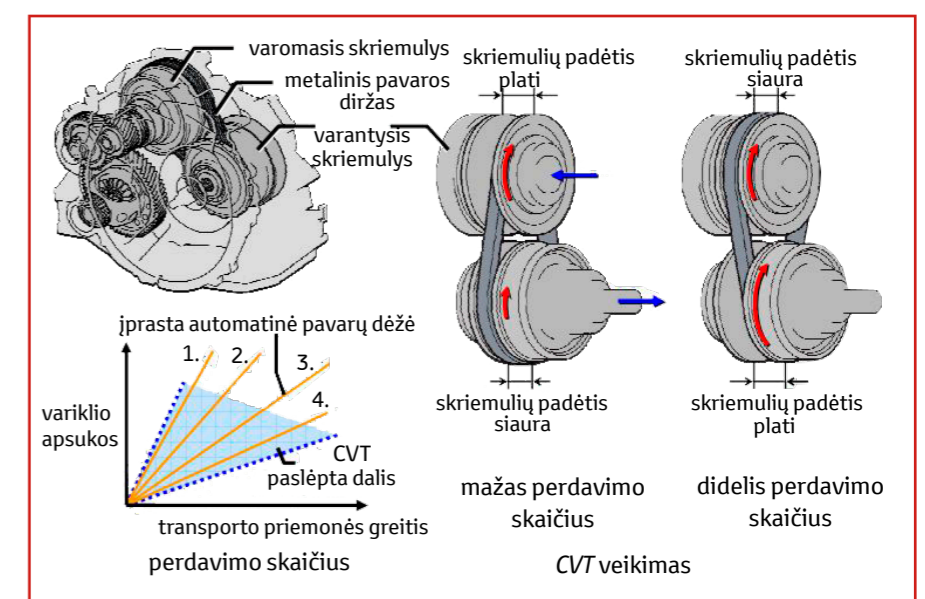 varomasis skriemulys
metalinis pavaros
diržas
varantysis
skriemulys
skriemulių padėtis
plati
skriemulių padėtis
siaura
įprasta automatinė pavarų dėžė
1.
2.
3.
4.
variklio
apsukos
CVT
paslėpta dalis
transporto priemonės greitis
perdavimo skaičius
skriemulių padėtis
siaura
skriemulių padėtis
plati
mažas perdavimo
skaičius
didelis perdavimo
skaičius
CVT veikimas